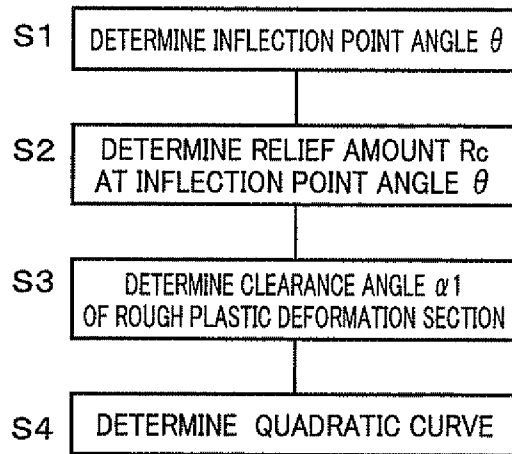 S1 DETERMINE INFLECTION POINT ANGLE θ
S2 DETERMINE RELIEF AMOUNT Rc
AT INFLECTION POINT ANGLE θ
S3 DETERMINE CLEARANCE ANGLE α1
OF ROUGH PLASTIC DEFORMATION SECTION
S4 DETERMINE QUADRATIC CURVE